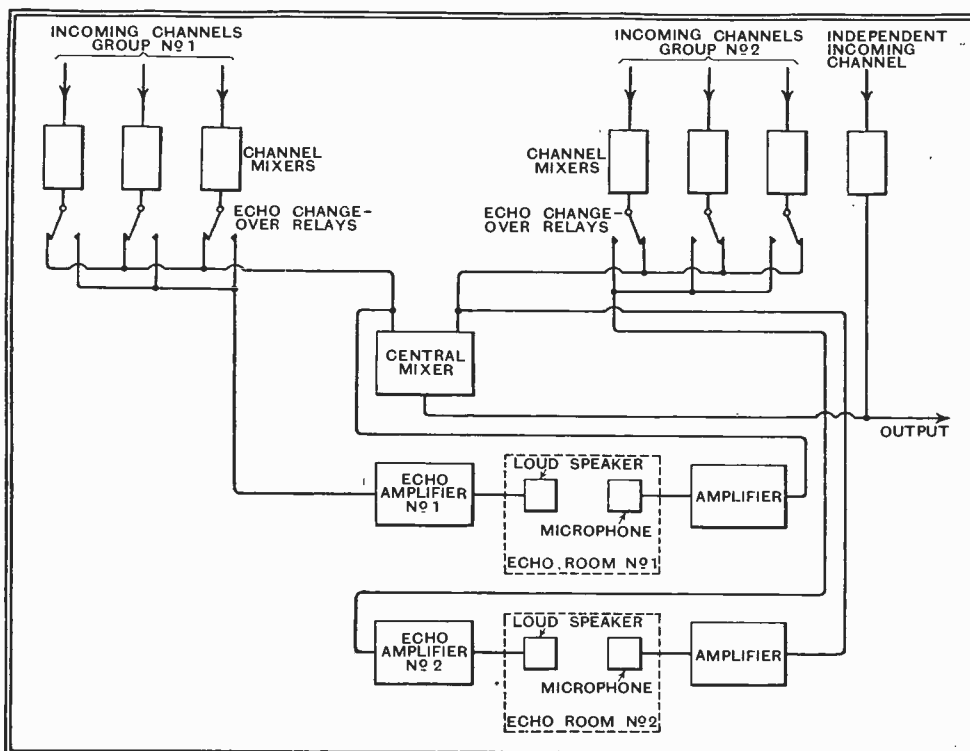 INCOMING CHANNELS
GROUP Nº1
INCOMING CHANNELS
GROUP Nº2
INDEPENDENT
INCOMING
CHANNEL
CHANNEL
MIXERS
CHANNEL
MIXERS
ECHO CHANGE-
OVER RELAYS
ECHO CHANGE-
OVER RELAYS
CENTRAL
MIXER
OUTPUT
ECHO
AMPLIFIER
Nº1
LOUD SPEAKER
MICROPHONE
ECHO ROOM Nº1
AMPLIFIER
ECHO
AMPLIFIER
Nº2
LOUD SPEAKER
MICROPHONE
ECHO ROOM Nº2
AMPLIFIER